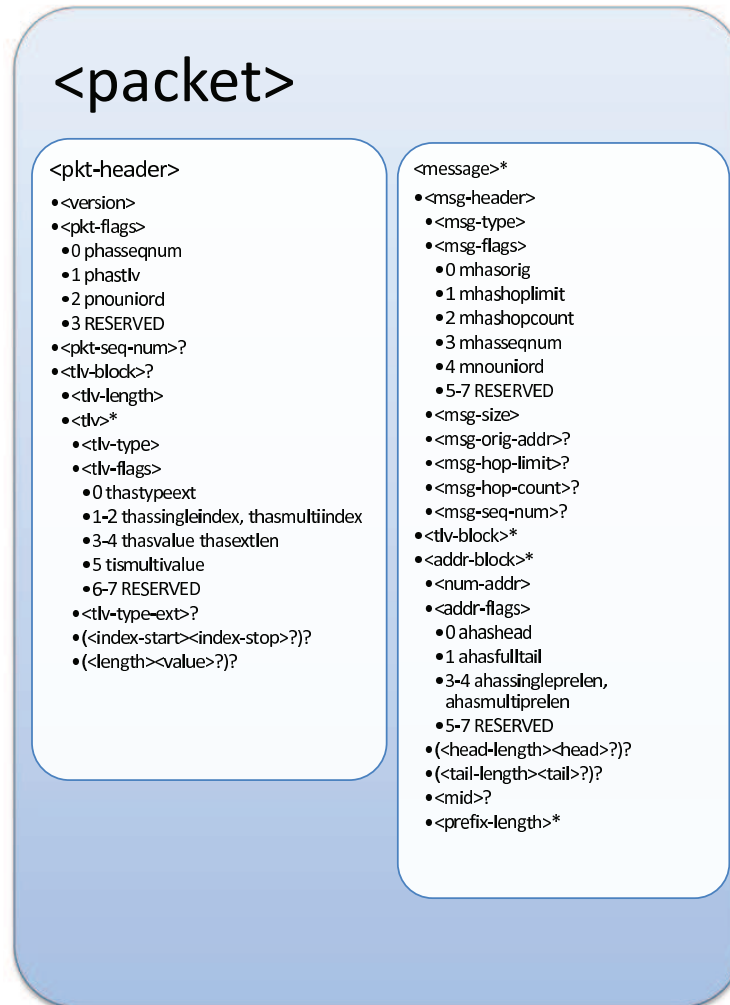 <packet>
<pkt-header>
•<version>
•<pkt-flags>
•0 phasseqnum
•1 phastlv
•2 pnouniord
•3 RESERVED
•<pkt-seq-num>?
•<tlv-block>?
•<tlv-length>
•<tlv>*
•<tlv-type>
•<tlv-flags>
•0 thastypeext
•1-2 thassingleindex, thasmultiindex
•3-4 thasvalue thasextlen
•5 tismultivalue
•6-7 RESERVED
•<tlv-type-ext>?
•(<index-start><index-stop>?)?
•(<length><value>?)?
<message>*
•<msg-header>
•<msg-type>
•<msg-flags>
•0 mhasorig
•1 mhashoplimit
•2 mhashopcount
•3 mhasseqnum
•4 mnouniord
•5-7 RESERVED
•<msg-size>
•<msg-orig-addr>?
•<msg-hop-limit>?
•<msg-hop-count>?
•<msg-seq-num>?
•<tlv-block>*
•<addr-block>*
•<num-addr>
•<addr-flags>
•0 ahashead
•1 ahasfulltail
•3-4 ahassingleprelen,
ahasmultiprelen
•5-7 RESERVED
•(<head-length><head>?)?
•(<tail-length><tail>?)?
•<mid>?
•<prefix-length>*